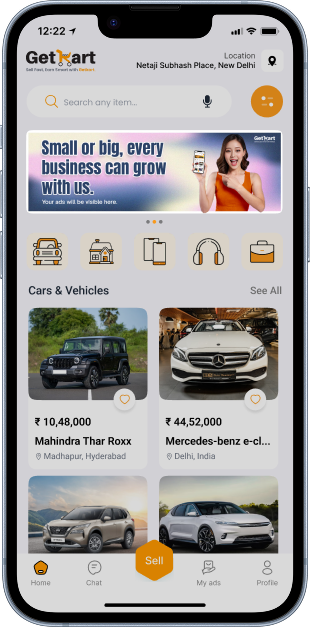 12:22
GetKart
Sell Fast, Earn Smart with Getkart
Location
Netaji Subhash Place, New Delhi
Search any item...
Small or big, every
business can grow
with us.
Your ads will be visible here.
GetKart
Cars & Vehicles
See All
₹ 10,48,000
Mahindra Thar Roxx
Madhapur, Hyderabad
₹ 44,52,000
Mercedes-benz e-cl...
Delhi, India
Home
Chat
Sell
My ads
Profile